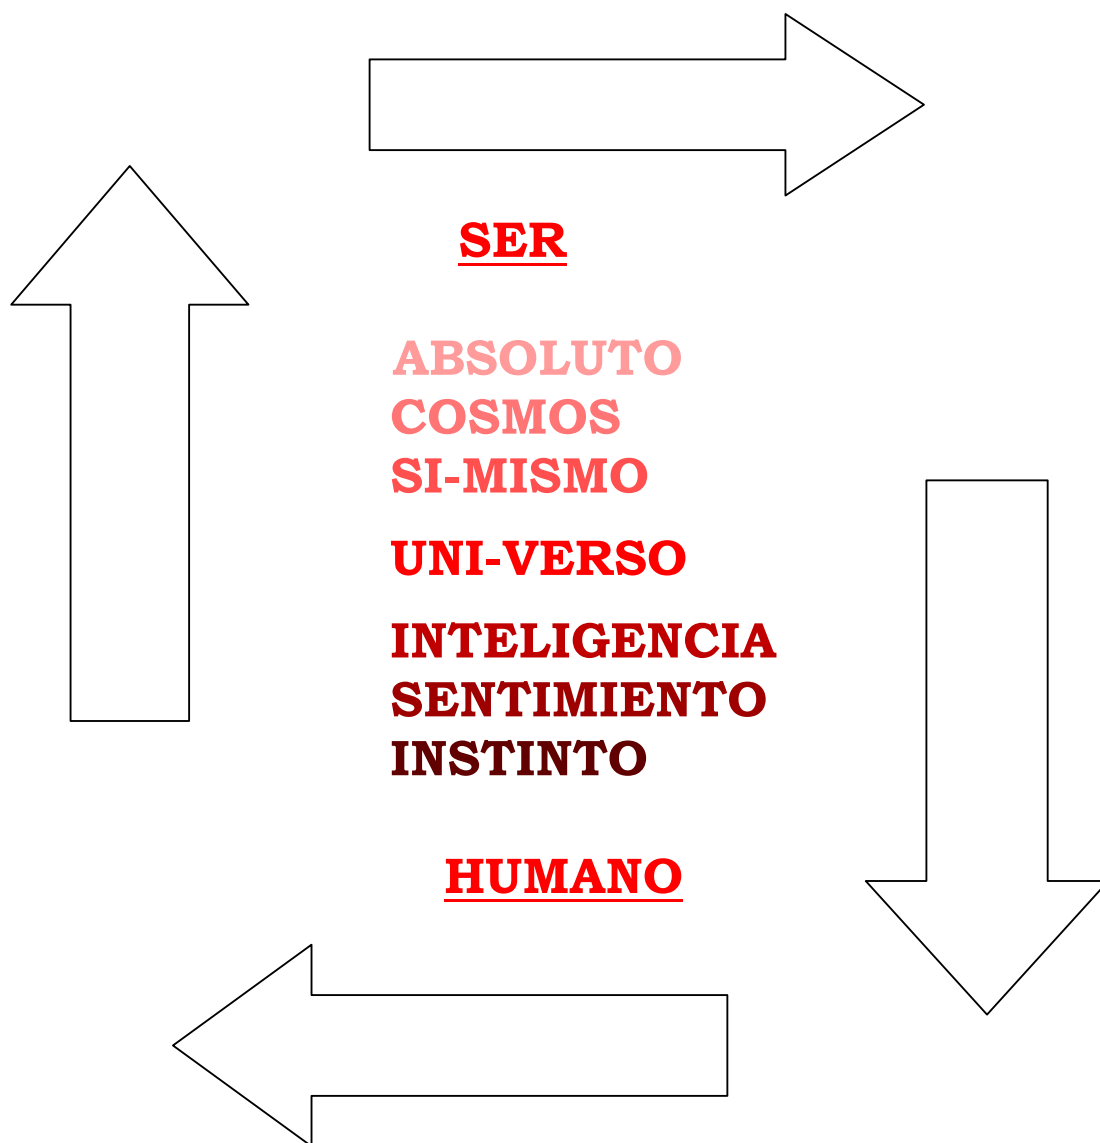 SER
ABSOLUTO
COSMOS
SI-MISMO
UNI-VERSO
INTELIGENCIA
SENTIMIENTO
INSTINTO
HUMANO